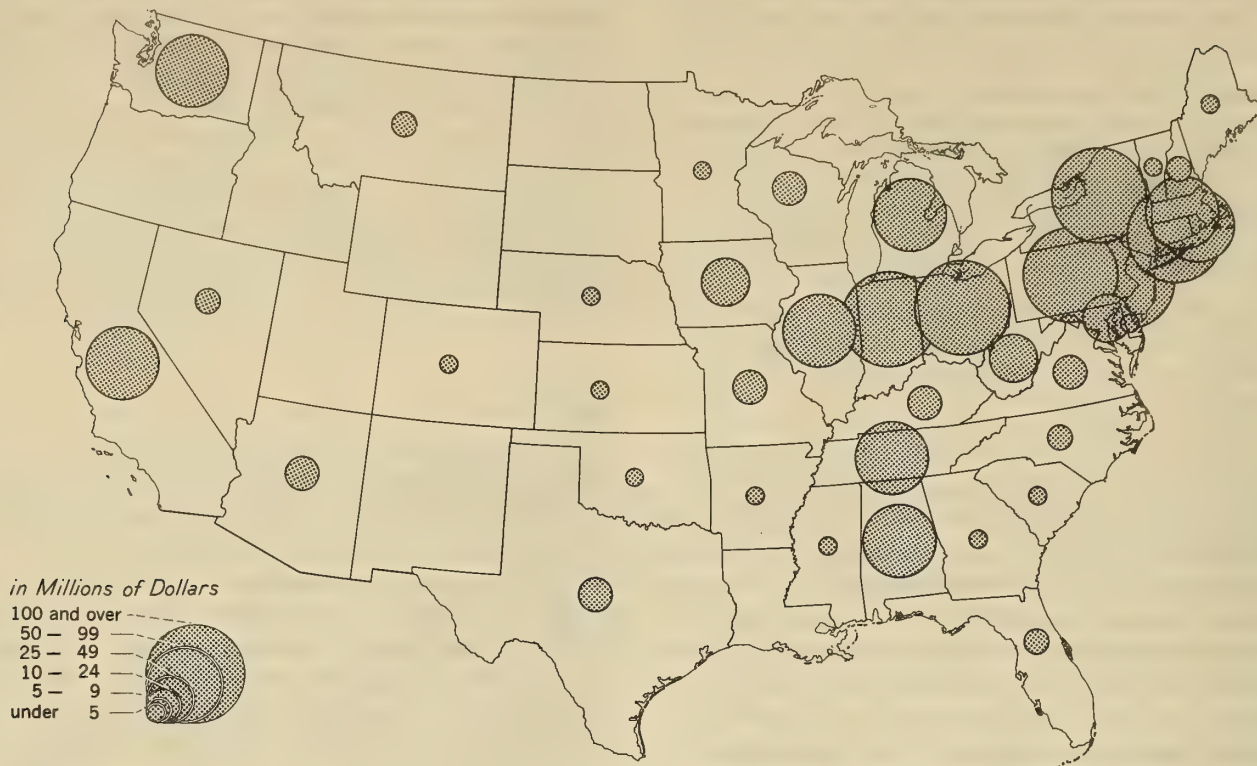 in Millions of Dollars
100 and over
50 – 99
25 – 49
10 – 24
5 – 9
under 5